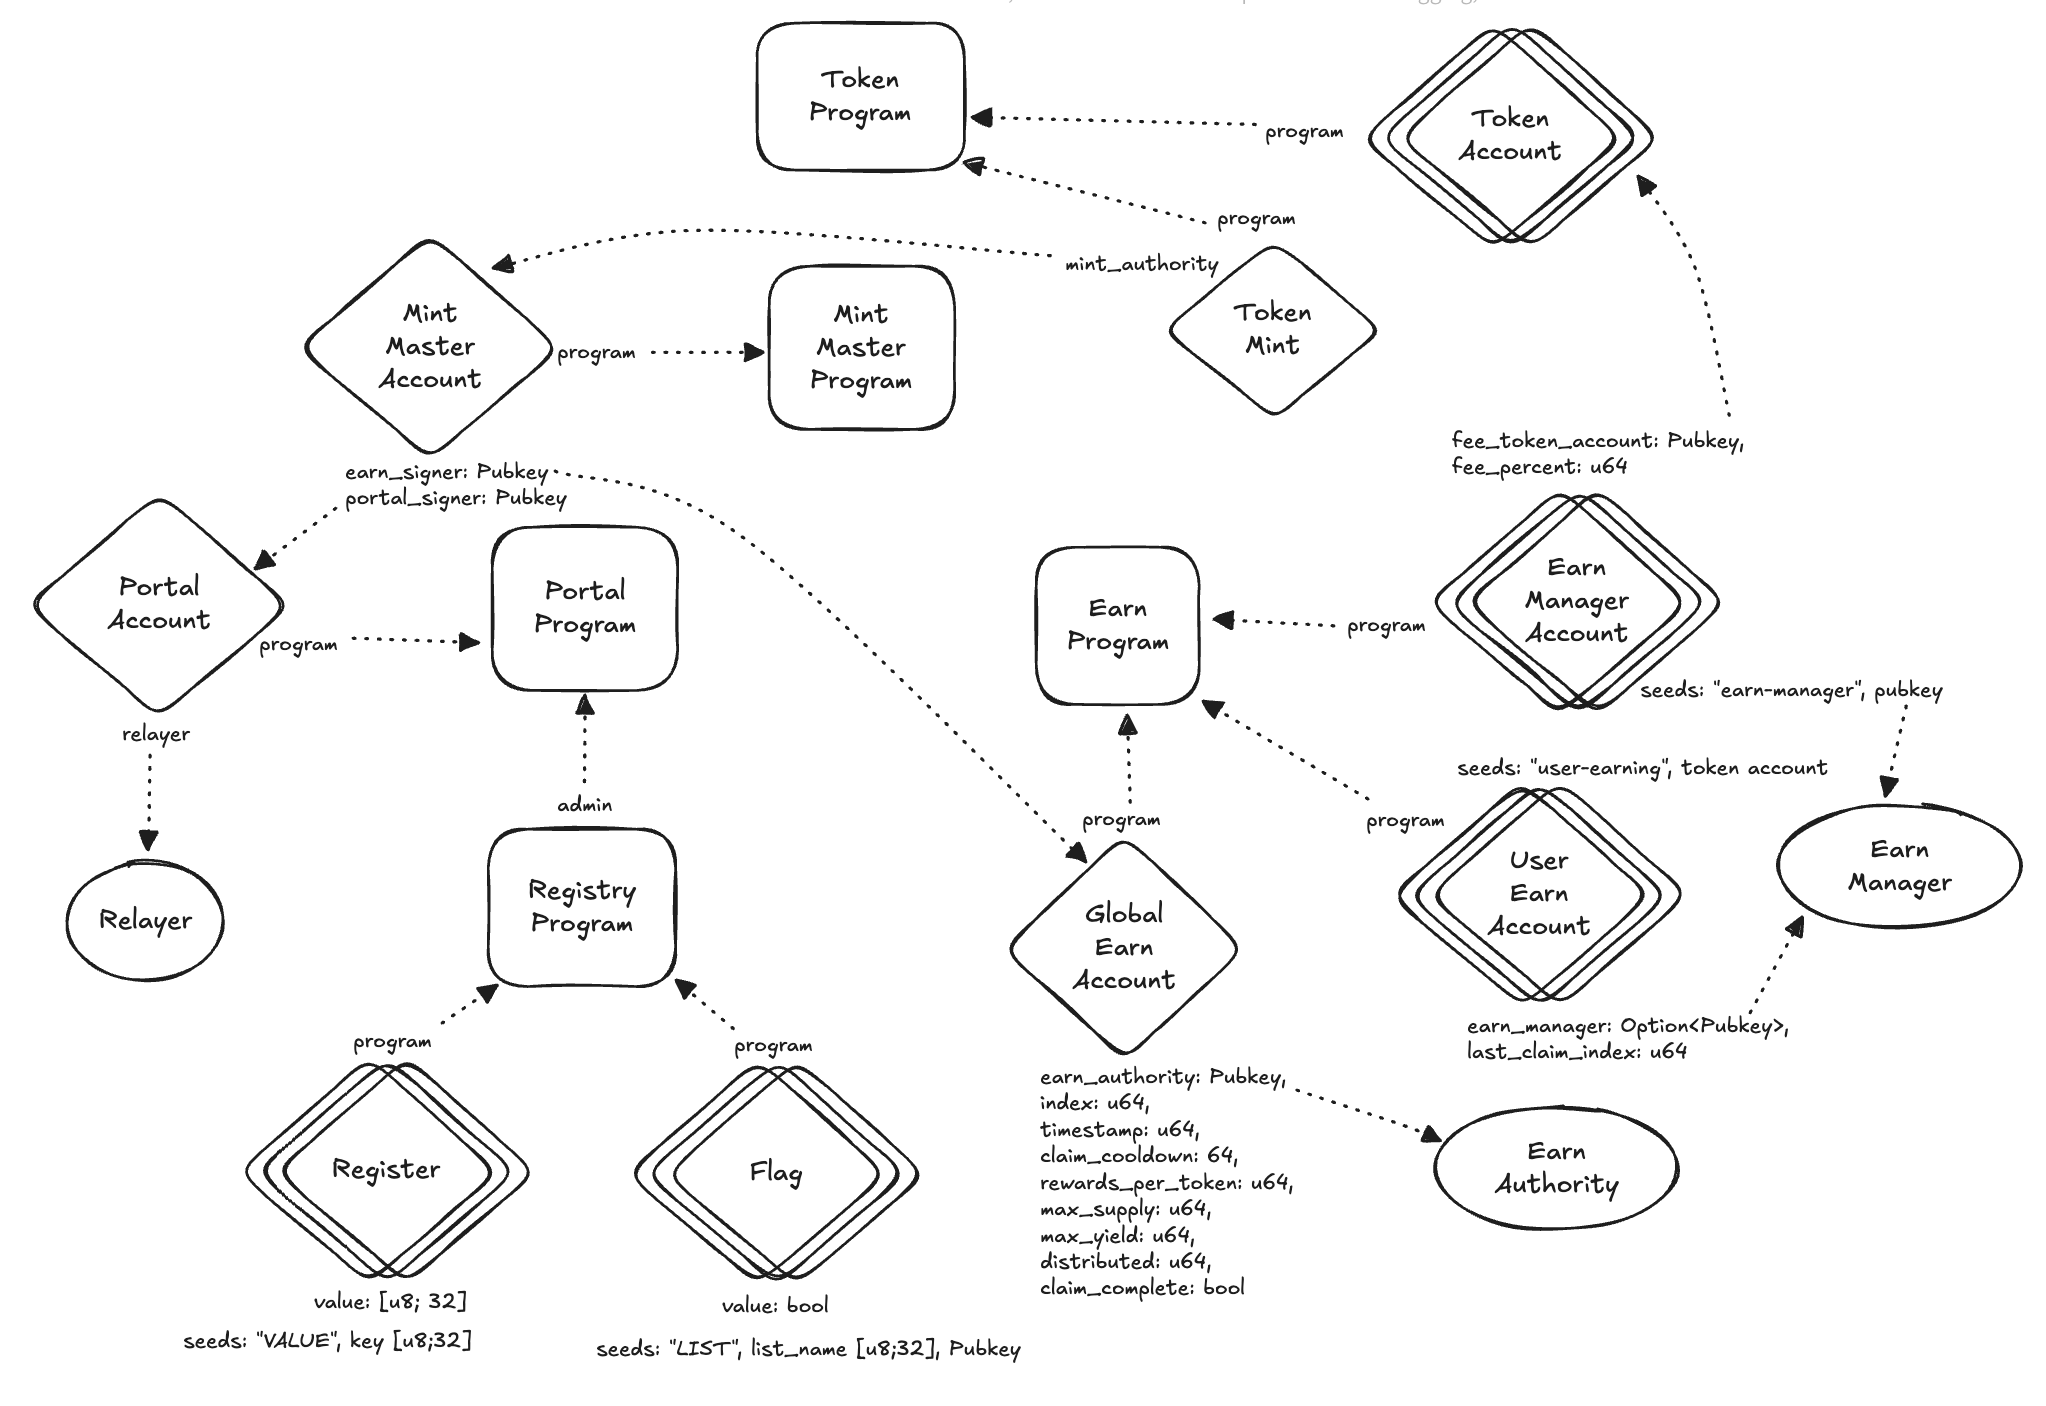 Token
Program
program
Token
Account
program
mint_authority
Mint
Master
Account
program
Mint
Master
Program
Token
Mint
fee_token_account: Pubkey,
fee_percent: u64
earn_signer: Pubkey
portal_signer: Pubkey
Portal
Account
program
Portal
Program
Earn
Program
program
Earn
Manager
Account
seeds: "earn-manager", pubkey
relayer
admin
program
seeds: "user-earning", token account
program
Relayer
Registry
Program
Global
Earn
Account
User
Earn
Account
Earn
Manager
program
program
earn_manager: Option<Pubkey>,
last_claim_index: u64
Register
Flag
earn_authority: Pubkey,
index: u64,
timestamp: u64,
claim_cooldown: 64,
rewards_per_token: u64,
max_supply: u64,
max_yield: u64,
distributed: u64,
claim_complete: bool
Earn
Authority
value: [u8; 32]
seeds: "VALUE", key [u8;32]
value: bool
seeds: "LIST", list_name [u8;32], Pubkey